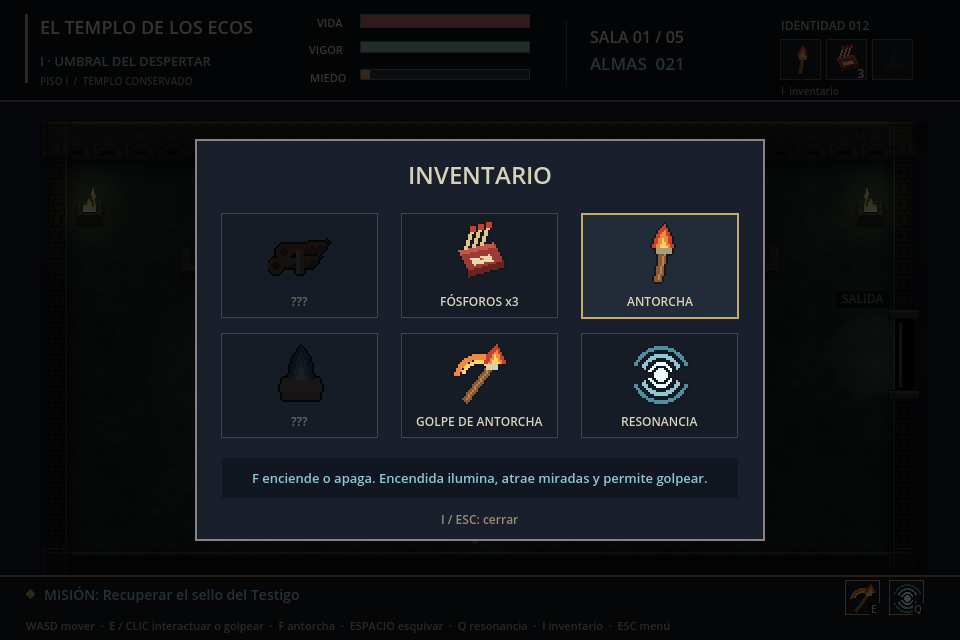 EL TEMPLO DE LOS ECOS
I · UMBRAL DEL DESPERTAR
PISO I / TEMPLO CONSERVADO
VIDA
VIGOR
MIEDO
SALA 01 / 05
ALMAS 021
IDENTIDAD 012
3
I inventario
SALIDA
INVENTARIO
???
FÓSFOROS x3
ANTORCHA
???
GOLPE DE ANTORCHA
RESONANCIA
F enciende o apaga. Encendida ilumina, atrae miradas y permite golpear.
I / ESC: cerrar
MISIÓN: Recuperar el sello del Testigo
E
Q
WASD mover · E / CLIC interactuar o golpear · F antorcha · ESPACIO esquivar · Q resonancia · I inventario · ESC menú